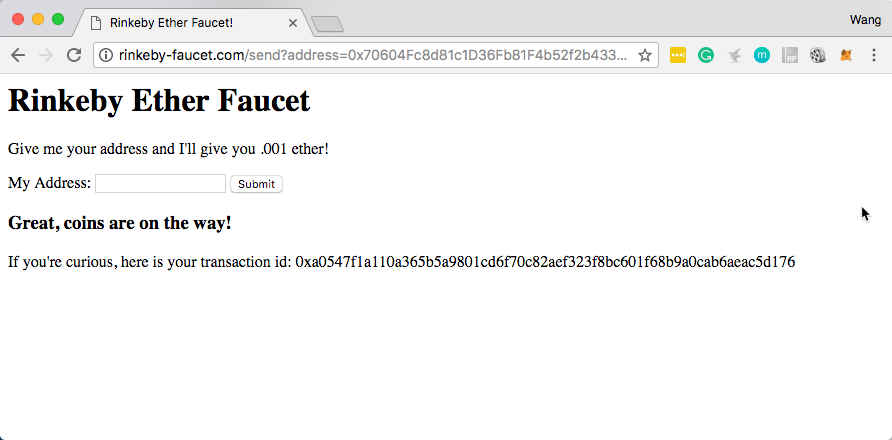 Rinkeby Ether Faucet!
Wang
rinkeby-faucet.com/send?address=0x70604Fc8d81c1D36Fb81F4b52f2b433...
Rinkeby Ether Faucet
Give me your address and I'll give you .001 ether!
My Address: Submit
Great, coins are on the way!
If you're curious, here is your transaction id: 0xa0547f1a110a365b5a9801cd6f70c82aef323f8bc601f68b9a0cab6aeac5d176